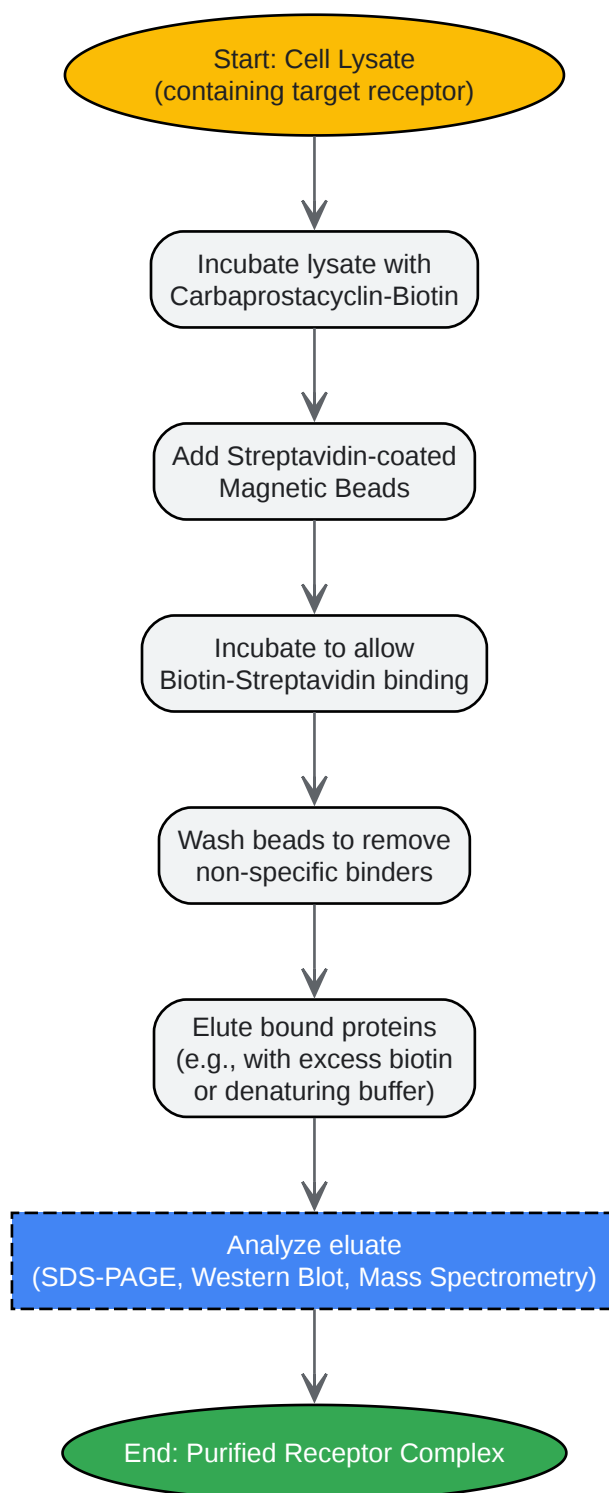 Start: Cell Lysate
(containing target receptor)
Incubate lysate with
Carbaprostacyclin-Biotin
Add Streptavidin-coated
Magnetic Beads
Incubate to allow
Biotin-Streptavidin binding
Wash beads to remove
non-specific binders
Elute bound proteins
(e.g., with excess biotin
or denaturing buffer)
Analyze eluate
(SDS-PAGE, Western Blot, Mass Spectrometry)
End: Purified Receptor Complex